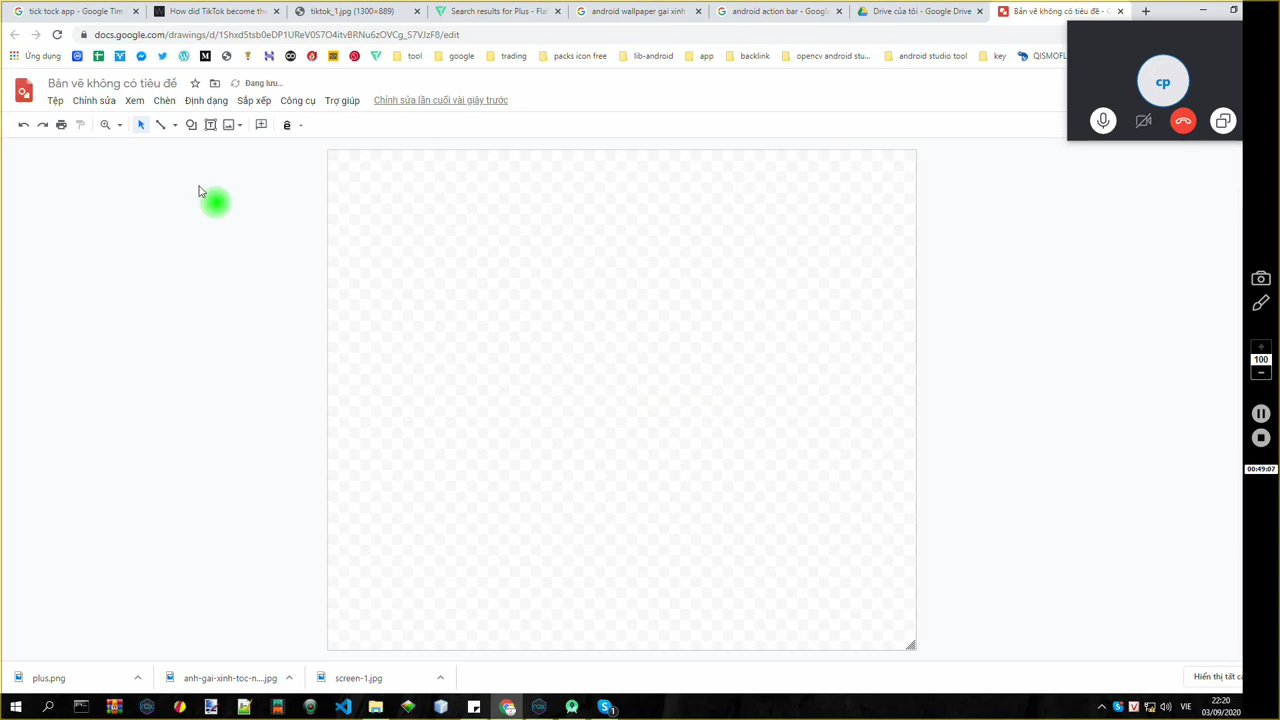 tick tock app - Google Tìm
How did TikTok become the
tiktok_1.jpg (1300×889)
Search results for Plus - Flat
android wallpaper gai xinh
android action bar - Google
Drive của tôi - Google Drive
Bản vẽ không có tiêu đề - G
docs.google.com/drawings/d/1Shxd5tsb0eDP1UReV0S7O4itvBRNu6zOVCg_S7VJzF8/edit
Ứng dụng
tool
google
trading
packs icon free
lib-android
app
backlink
opencv android stu...
android studio tool
key
QISMOFL
cp
Bản vẽ không có tiêu đề
Đang lưu...
Tệp Chỉnh sửa Xem Chèn Định dạng Sắp xếp Công cụ Trợ giúp Chỉnh sửa lần cuối vài giây trước
100
00:49:07
plus.png
anh-gai-xinh-toc-n....jpg
screen-1.jpg
Hiển thị tất cả
VIE
22:20
03/09/2020